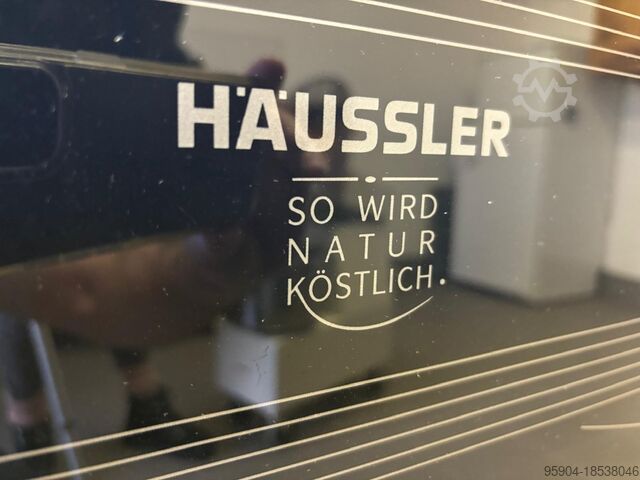 HÄUSSLER
SO WIRD
NATUR
KÖSTLICH.
95904-18538046